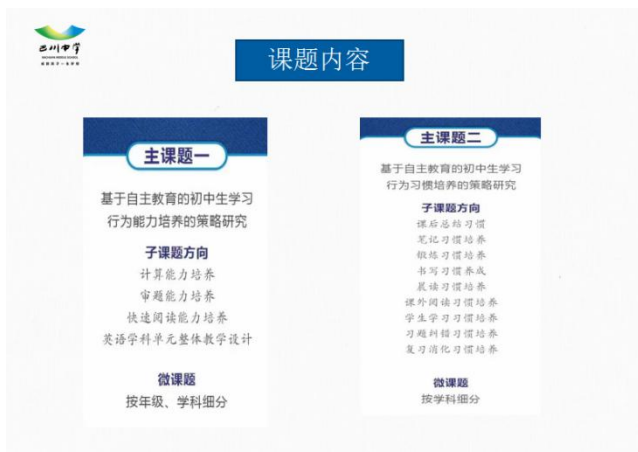 巴川中学
课题内容
主课题一
基于自主教育的初中生学习
行为能力培养的策略研究
子课题方向
计算能力培养
审题能力培养
快速阅读能力培养
英语学科单元整体教学设计
微课题
按年级、学科细分
主课题二
基于自主教育的初中生学习
行为习惯培养的策略研究
子课题方向
课后总结习惯
笔记习惯培养
锻炼习惯培养
书写习惯养成
晨读习惯培养
课外阅读习惯培养
学生学习习惯培养
习题纠错习惯培养
复习消化习惯培养
微课题
按学科细分